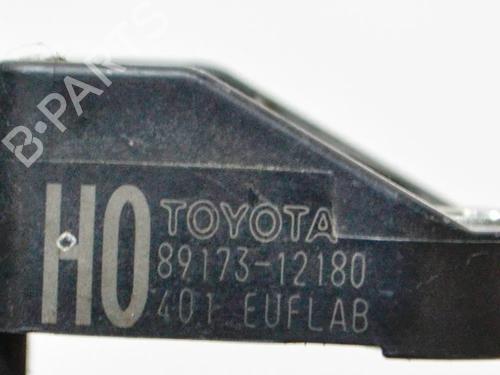 B-PARTS
HO TOYOTA
89173-12180
401 EUFLAB